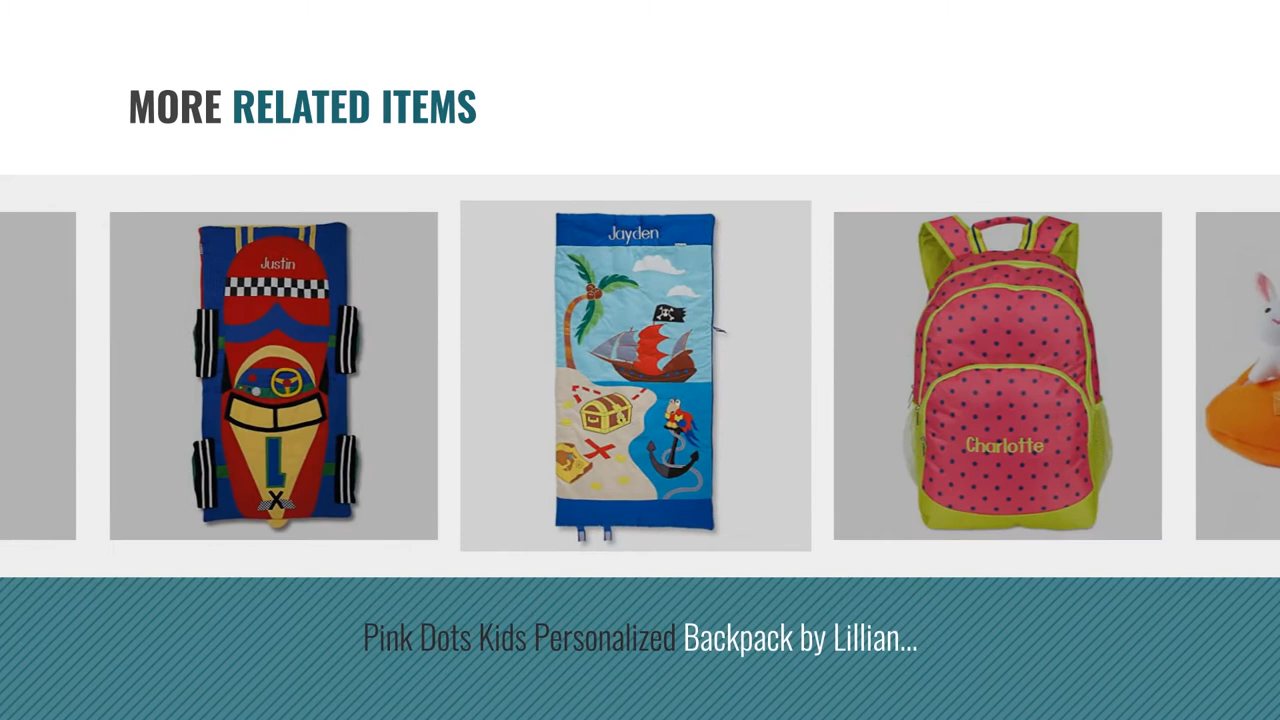 MORE RELATED ITEMS
Justin
Jayden
Charlotte
Pink Dots Kids Personalized Backpack by Lillian...